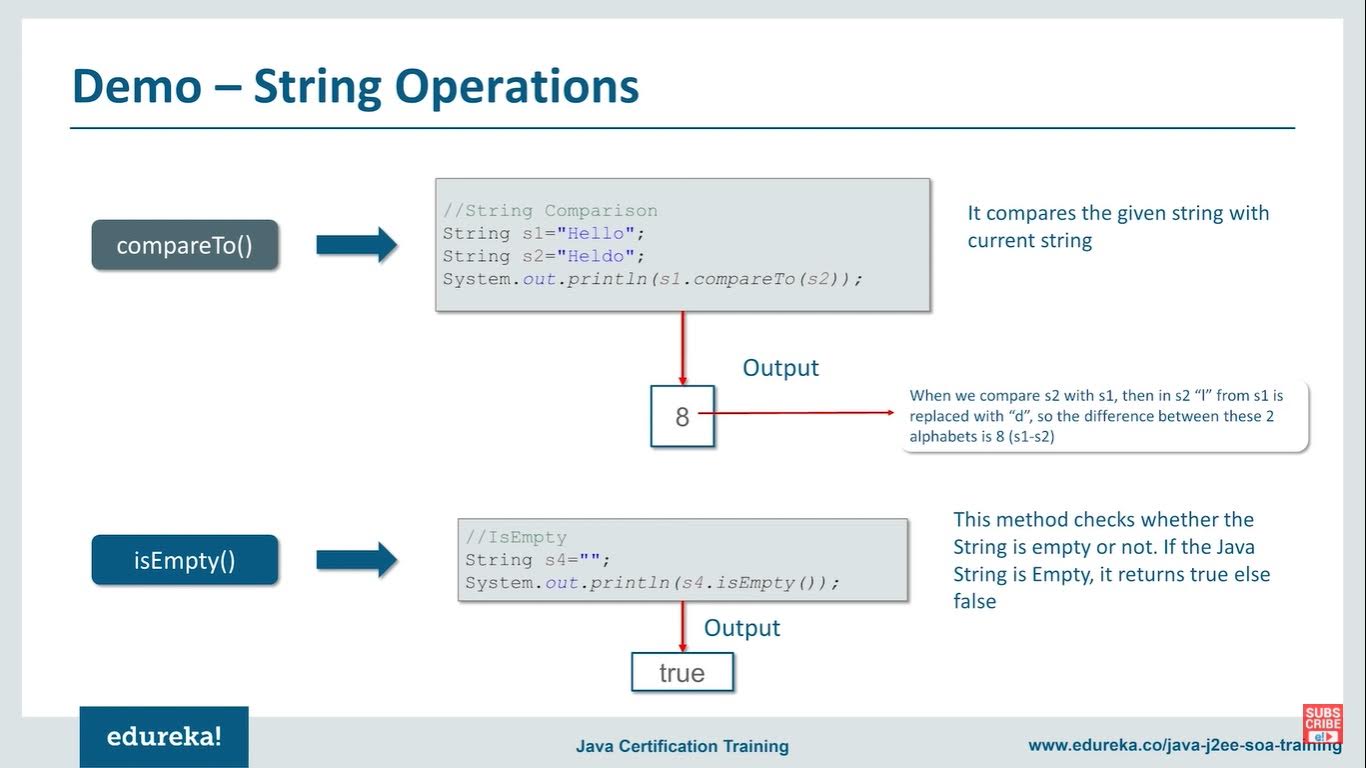 Demo – String Operations
compareTo()
//String Comparison
String s1="Hello";
String s2="Heldo";
System.out.println(s1.compareTo(s2));
It compares the given string with
current string
Output
8
When we compare s2 with s1, then in s2 “l” from s1 is
replaced with “d”, so the difference between these 2
alphabets is 8 (s1-s2)
isEmpty()
//IsEmpty
String s4="";
System.out.println(s4.isEmpty());
This method checks whether the
String is empty or not. If the Java
String is Empty, it returns true else
false
Output
true
edureka!
Java Certification Training
www.edureka.co/java-j2ee-soa-training
SUBS
CRIBE
e!